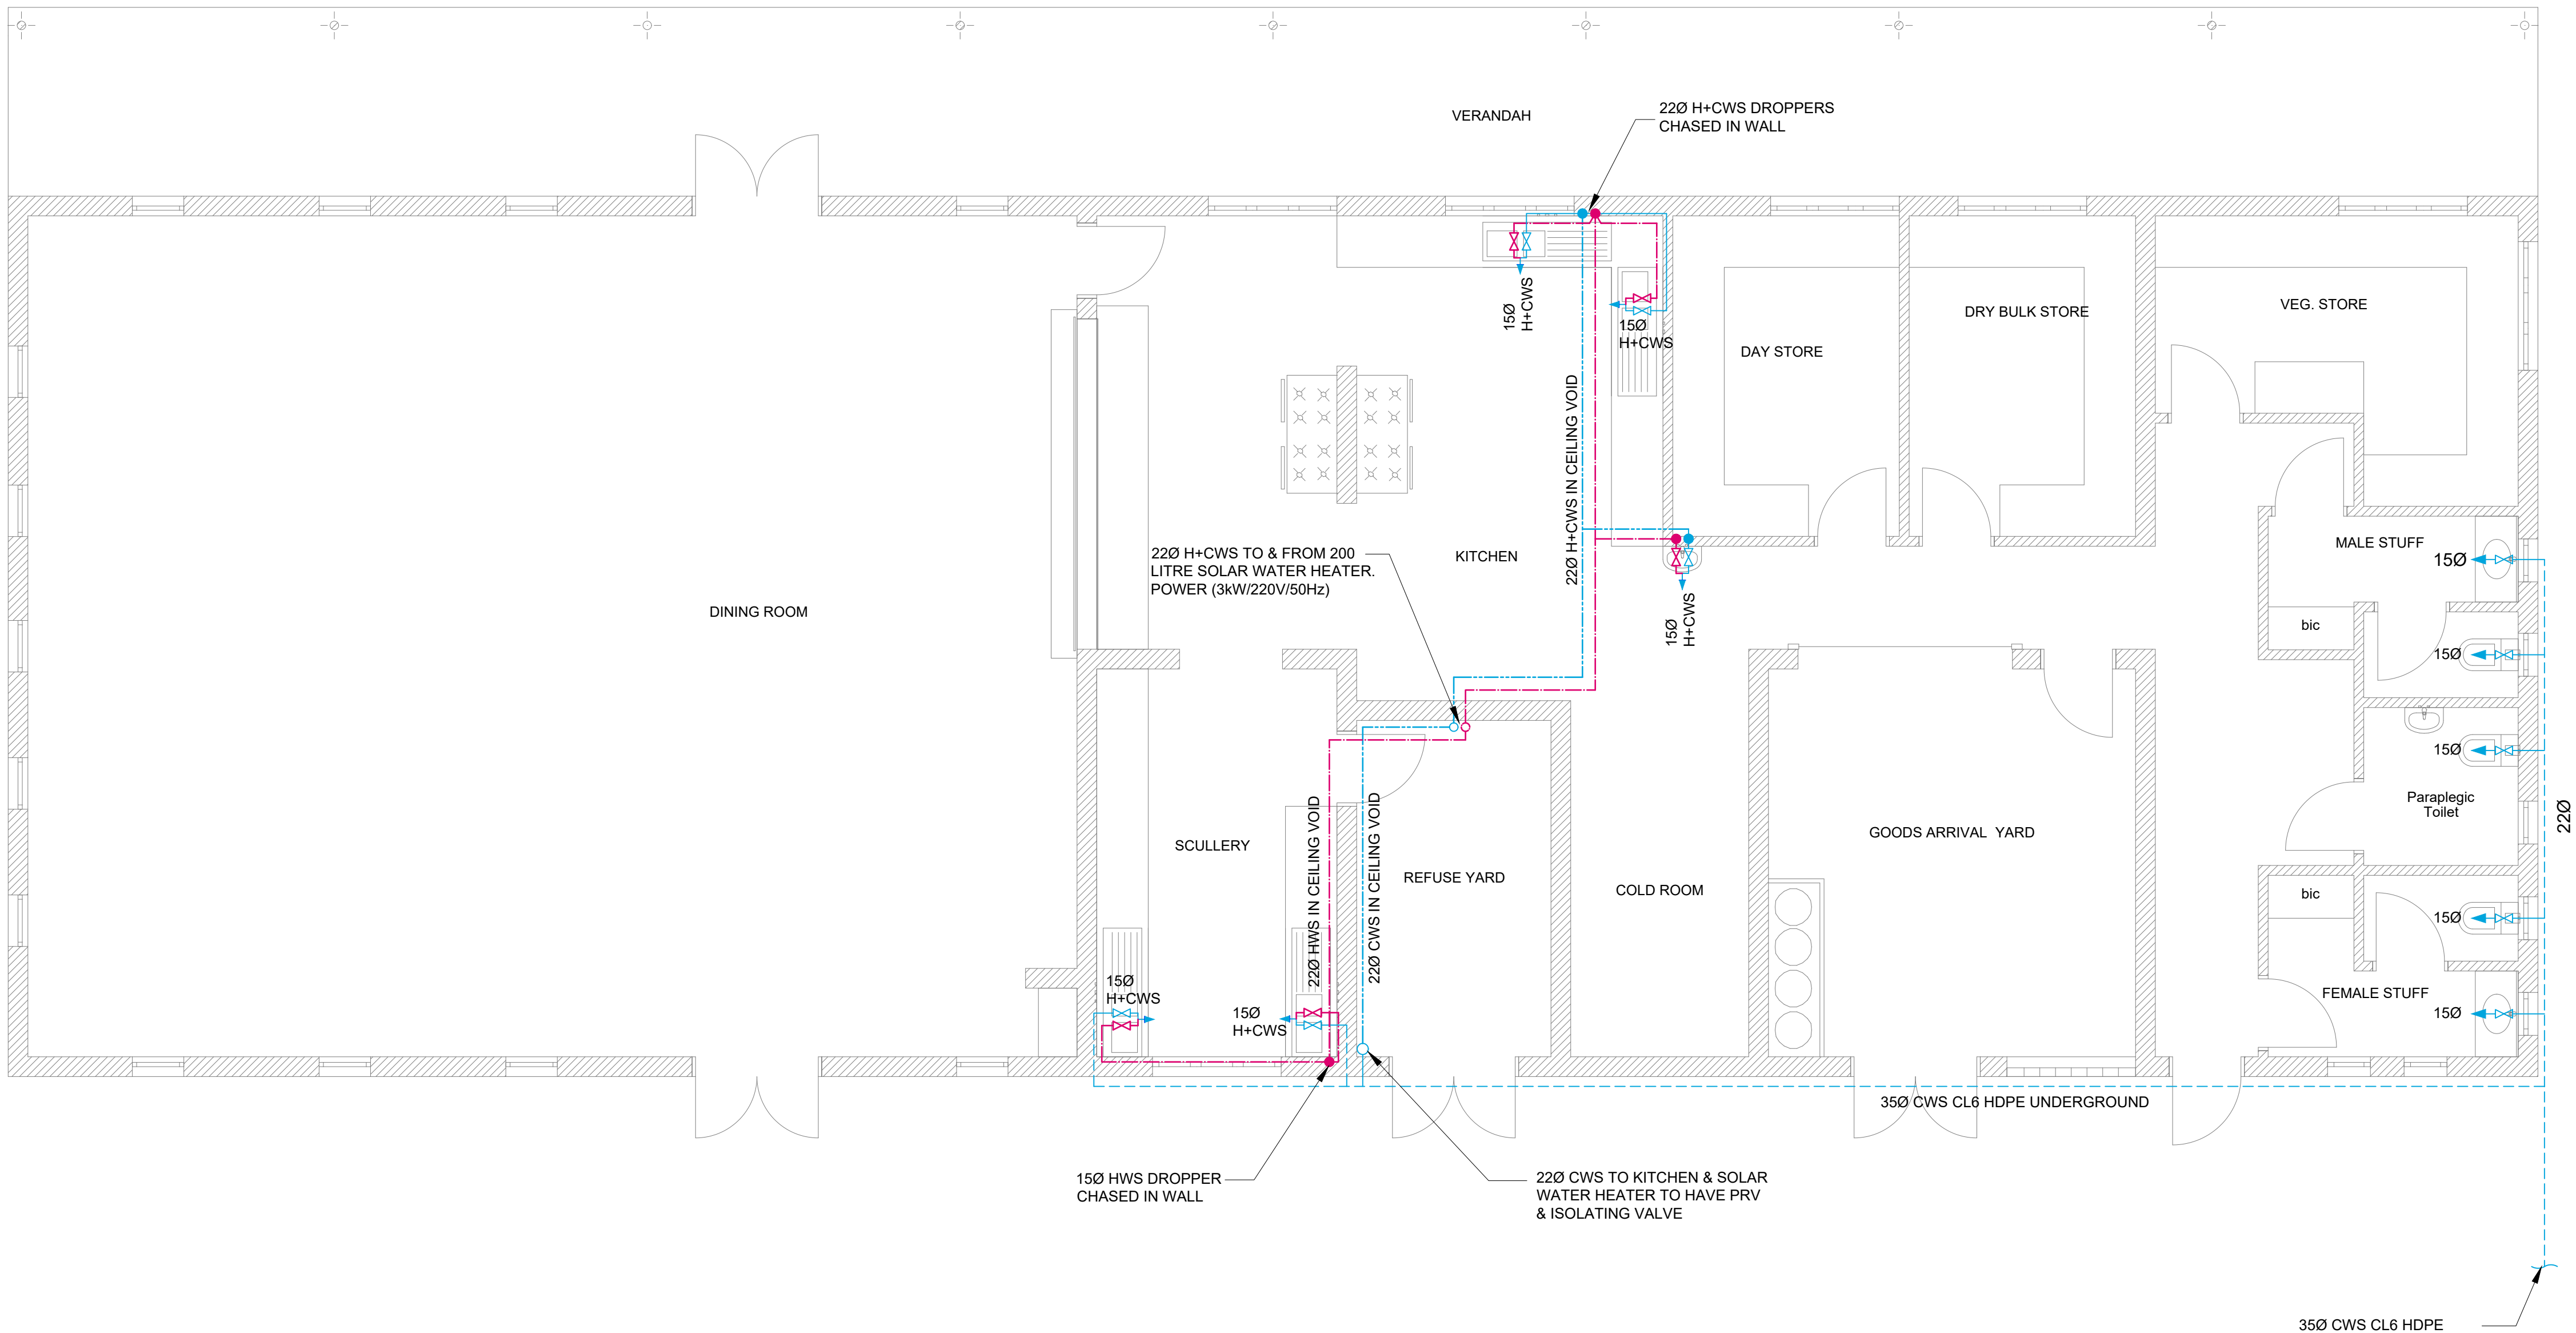 VERANDAH
22Ø H+CWS DROPPERS
CHASED IN WALL
15Ø
H+CWS
15Ø
H+CWS
22Ø H+CWS IN CEILING VOID
DAY STORE
DRY BULK STORE
VEG. STORE
22Ø H+CWS TO & FROM 200
LITRE SOLAR WATER HEATER.
POWER (3kW/220V/50Hz)
KITCHEN
DINING ROOM
15Ø
H+CWS
MALE STUFF
15Ø
bic
15Ø
15Ø
Paraplegic
Toilet
22Ø
SCULLERY
22Ø HWS IN CEILING VOID
22Ø CWS IN CEILING VOID
REFUSE YARD
COLD ROOM
GOODS ARRIVAL YARD
bic
15Ø
FEMALE STUFF
15Ø
15Ø
H+CWS
15Ø
H+CWS
35Ø CWS CL6 HDPE UNDERGROUND
15Ø HWS DROPPER
CHASED IN WALL
22Ø CWS TO KITCHEN & SOLAR
WATER HEATER TO HAVE PRV
& ISOLATING VALVE
35Ø CWS CL6 HDPE